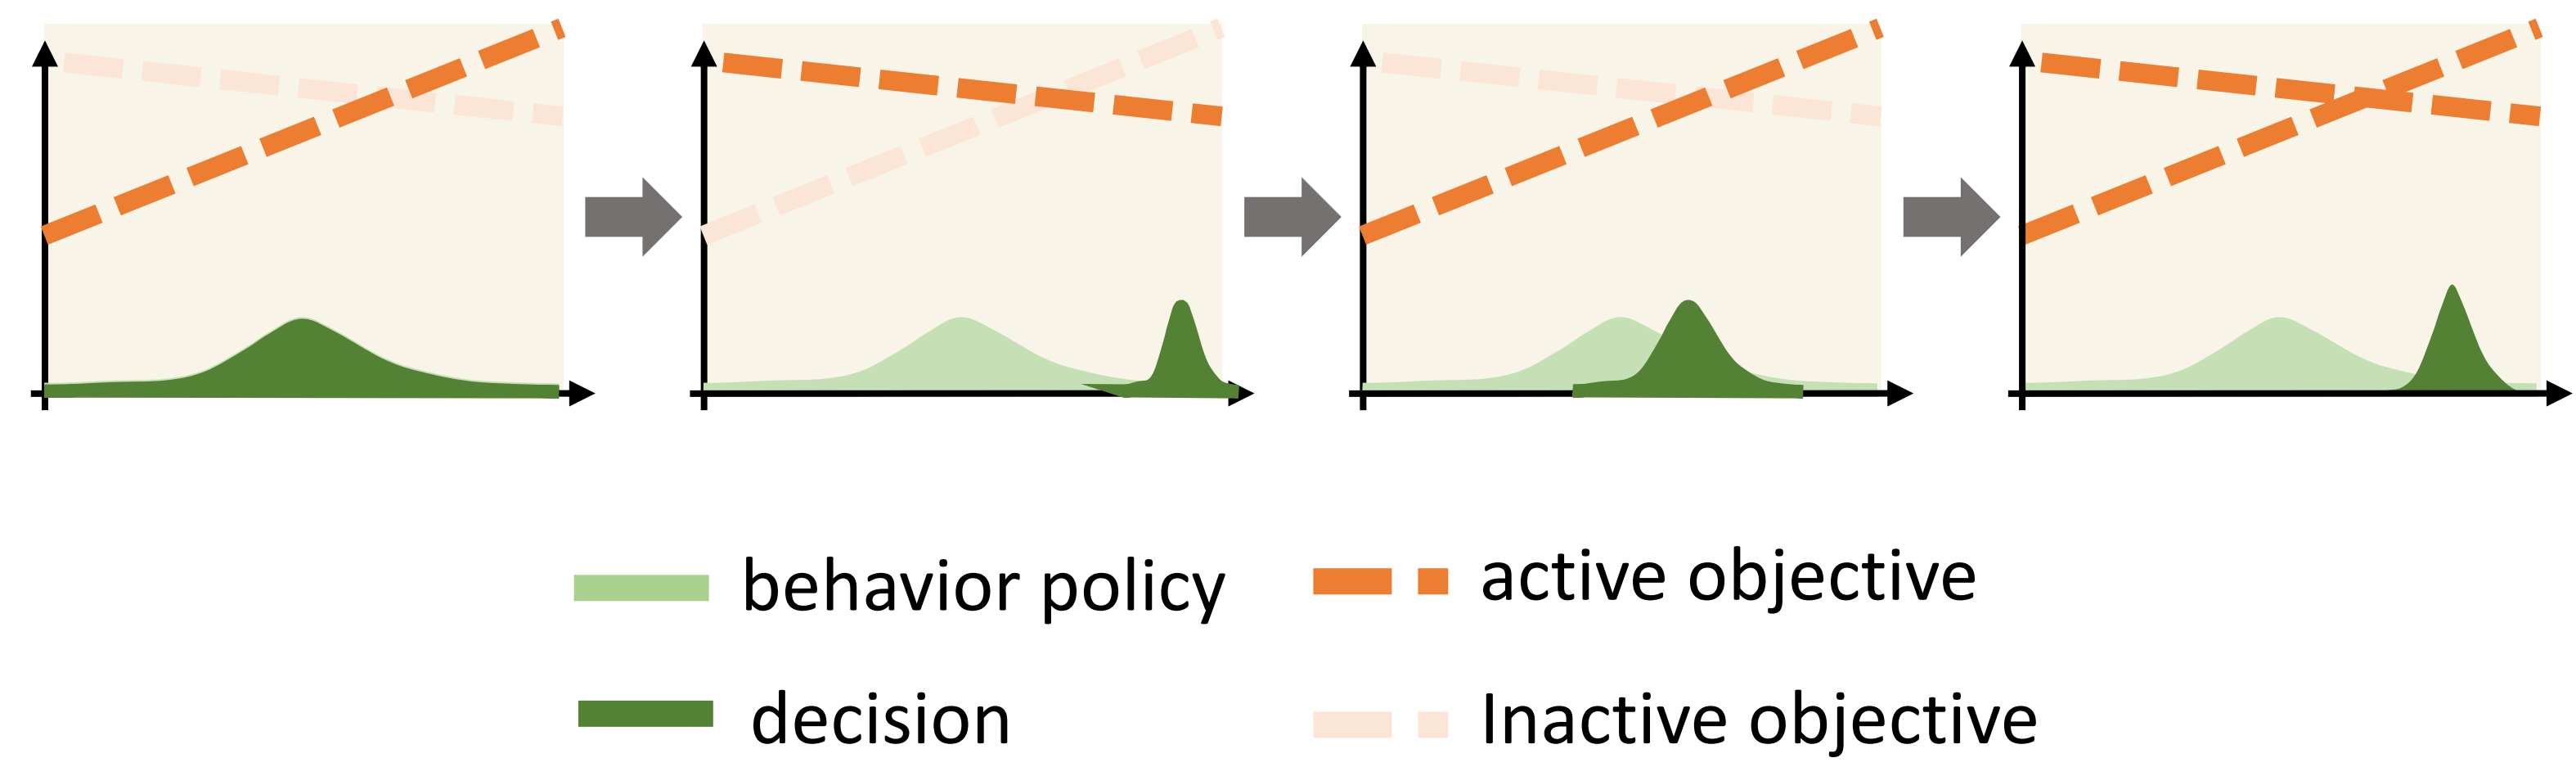 behavior policy
active objective
decision
Inactive objective